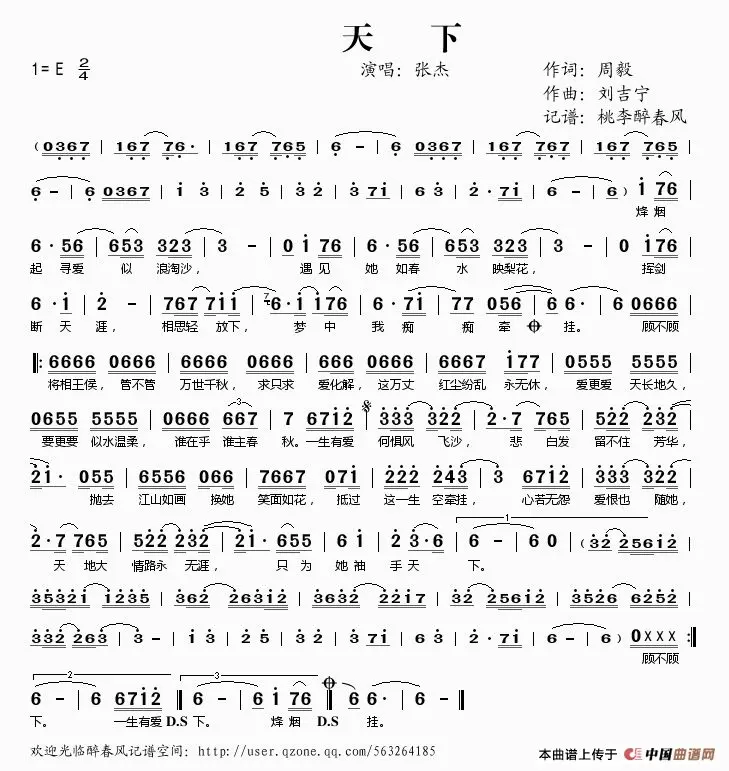 天 下
1=E 2/4 演唱：张杰 作词：周毅
作曲：刘吉宁
记谱：桃李醉春风
(0367 | 167 76· | 167 6765 | 6 - | 6 0367 | 167 767 | 167 6765 |
6 - | 6 0367 | i 3 | 2 5 | 32 3 | 3 7i | 63 | 2·7i | 6 - | 6 - ) i 76 |
烽烟
6·56 | 653 323 | 3 - | 0 i 76 | 6·56 | 653 323 | 3 - | 0 i76 |
起 寻爱 似 浪淘沙， 遇见 她 如春 水 映梨花， 挥剑
6·i | 2· | 767 7ii | 6·i i76 | 6·7i | 77 056 | 6 6· | 6 0666 |
断 天 涯， 相思轻 放下， 梦 中 我 痴 痴 牵 挂。 顾不顾
‖: 6666 0666 | 6666 0666 | 6666 0666 | 6667 i77 | 0555 5555 |
将相王侯， 管不管 万世千秋， 求只求 爱化解， 这万丈 红尘纷乱 永无休， 爱更爱 天长地久，
0655 5555 | 066 667 | 7 67i2 | 333 322 | 2·7 765 | 522 232 |
要更要 似水温柔， 谁在乎 谁主春 秋。一生有爱 何惧风 飞沙， 悲 白发 留不住 芳华，
2i· 055 | 6556 066 | 7667 07i | 222 243 | 3 67i2 | 333 322 |
抛去 江山如画 换她 笑面如花， 抵过 这一生 空牵挂， 心若无怨 爱恨也 随她，
2·7 765 | 522 232 | 2i· 655 | 6i 23·6 | 6 - | 60 | (32 256i2 |
天 地大 情路永 无涯， 只 为 她 袖 手 天 下。
3532i i235 | 362 263i2 | 3632 22i7 | 32 256i2 | 3526 6252 |
332 263 | 3 - | i 3 | 2 5 | 32 3 | 3 7i | 63 | 2·7i | 6 - | 6 - ) 0XXX :‖
顾不顾
6 - | 6 67i2 ‖ 6 - | 6 i 76 ‖ 6 6· | 6 - ‖
下。 一生有爱 D.S 下。 烽烟 D.S 挂。
欢迎光临醉春风记谱空间：http://user.qzone.qq.com/563264185
本曲谱上传于 中国曲谱网